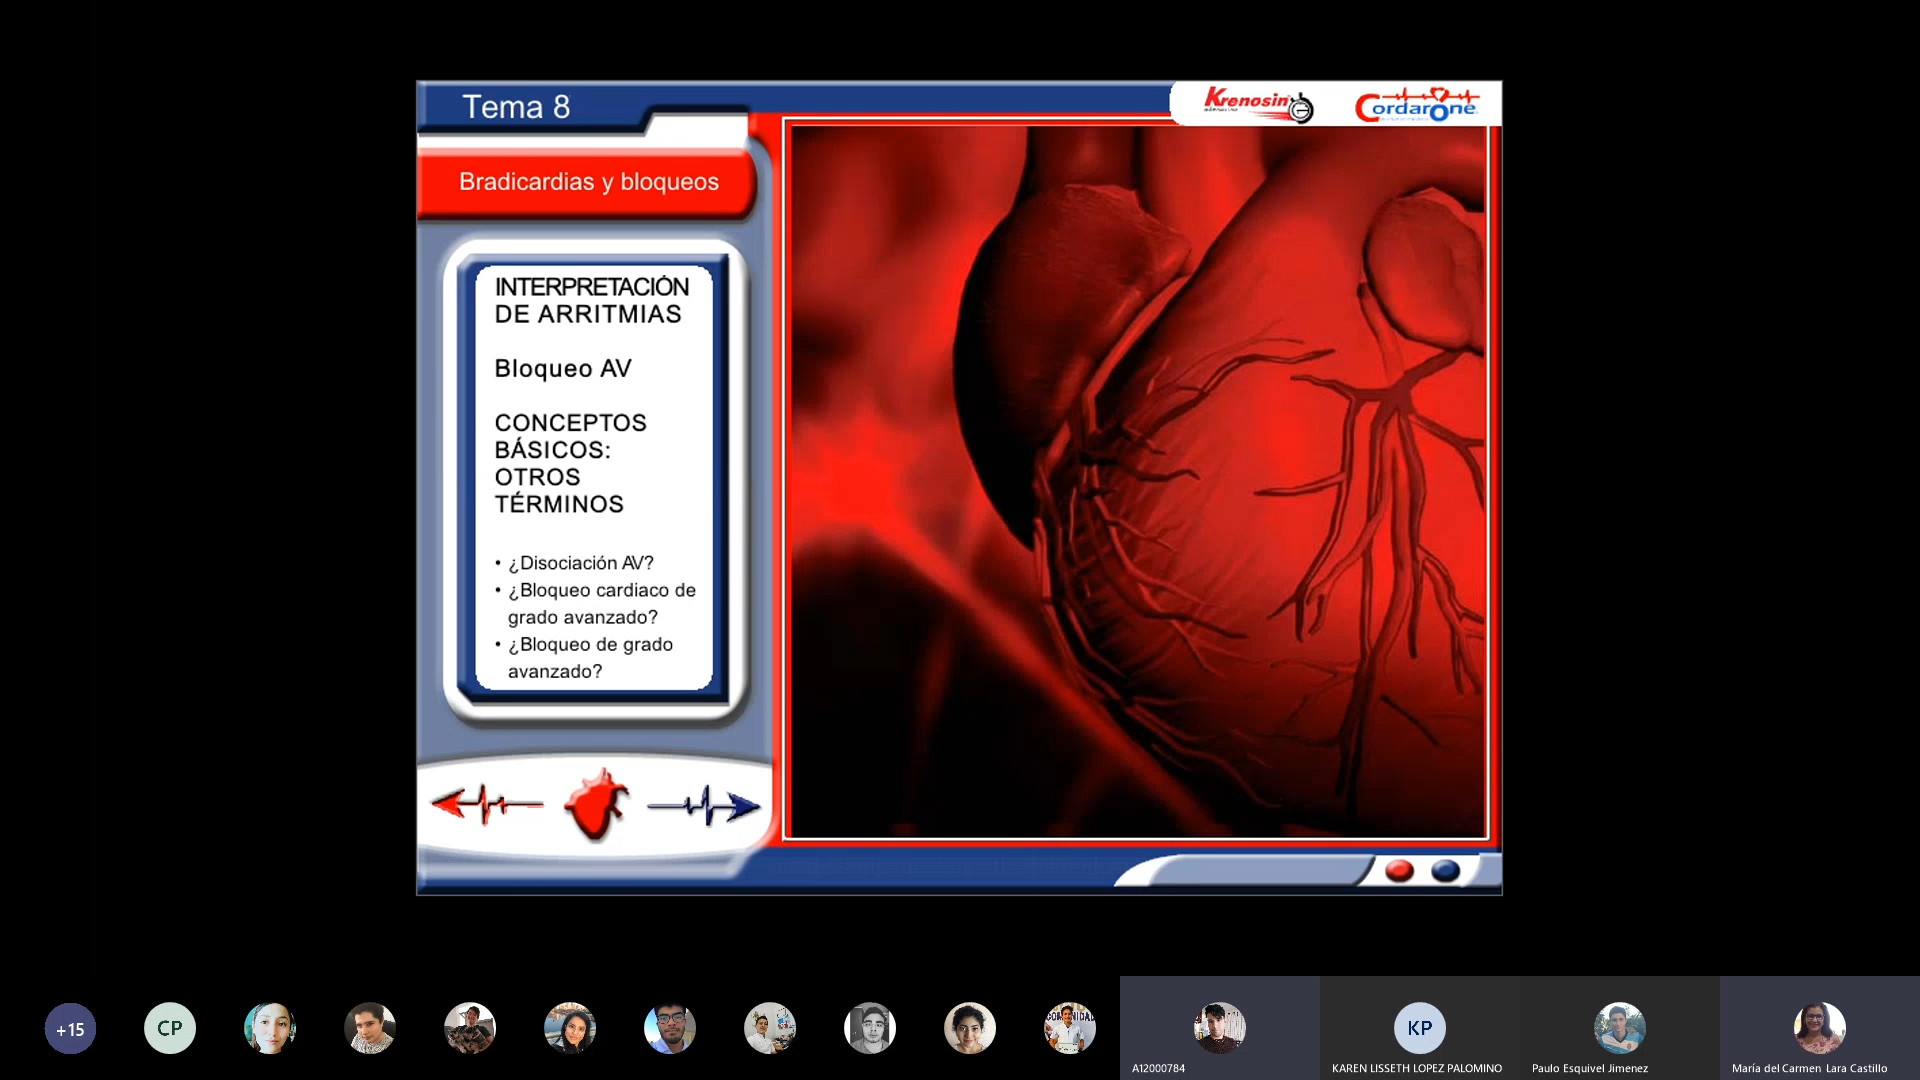 Tema 8
Krenosin
Cordarone
Bradicardias y bloqueos
INTERPRETACIÓN
DE ARRITMIAS
Bloqueo AV
CONCEPTOS
BÁSICOS:
OTROS
TÉRMINOS
• ¿Disociación AV?
• ¿Bloqueo cardiaco de
grado avanzado?
• ¿Bloqueo de grado
avanzado?
+15
CP
KP
A12000784
KAREN LISSETH LOPEZ PALOMINO
Paulo Esquivel Jimenez
María del Carmen Lara Castillo